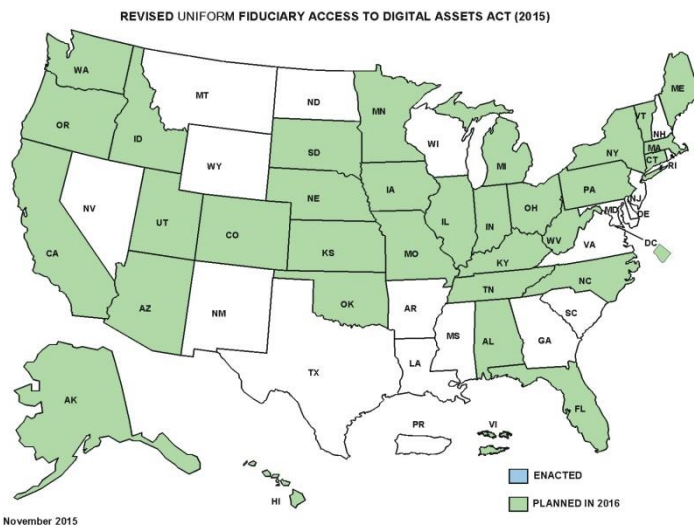 REVISED UNIFORM FIDUCIARY ACCESS TO DIGITAL ASSETS ACT (2015)
WA
MT
ND
MN
ME
OR
ID
SD
WI
MI
NY
VT
NH
MA
CT
RI
WY
NE
IA
PA
NJ
NV
UT
CO
IL
IN
OH
MD
DE
WV
VA
DC
CA
KS
MO
KY
NC
AZ
NM
OK
AR
TN
SC
TX
LA
MS
AL
GA
AK
FL
PR
VI
HI
ENACTED
PLANNED IN 2016
November 2015